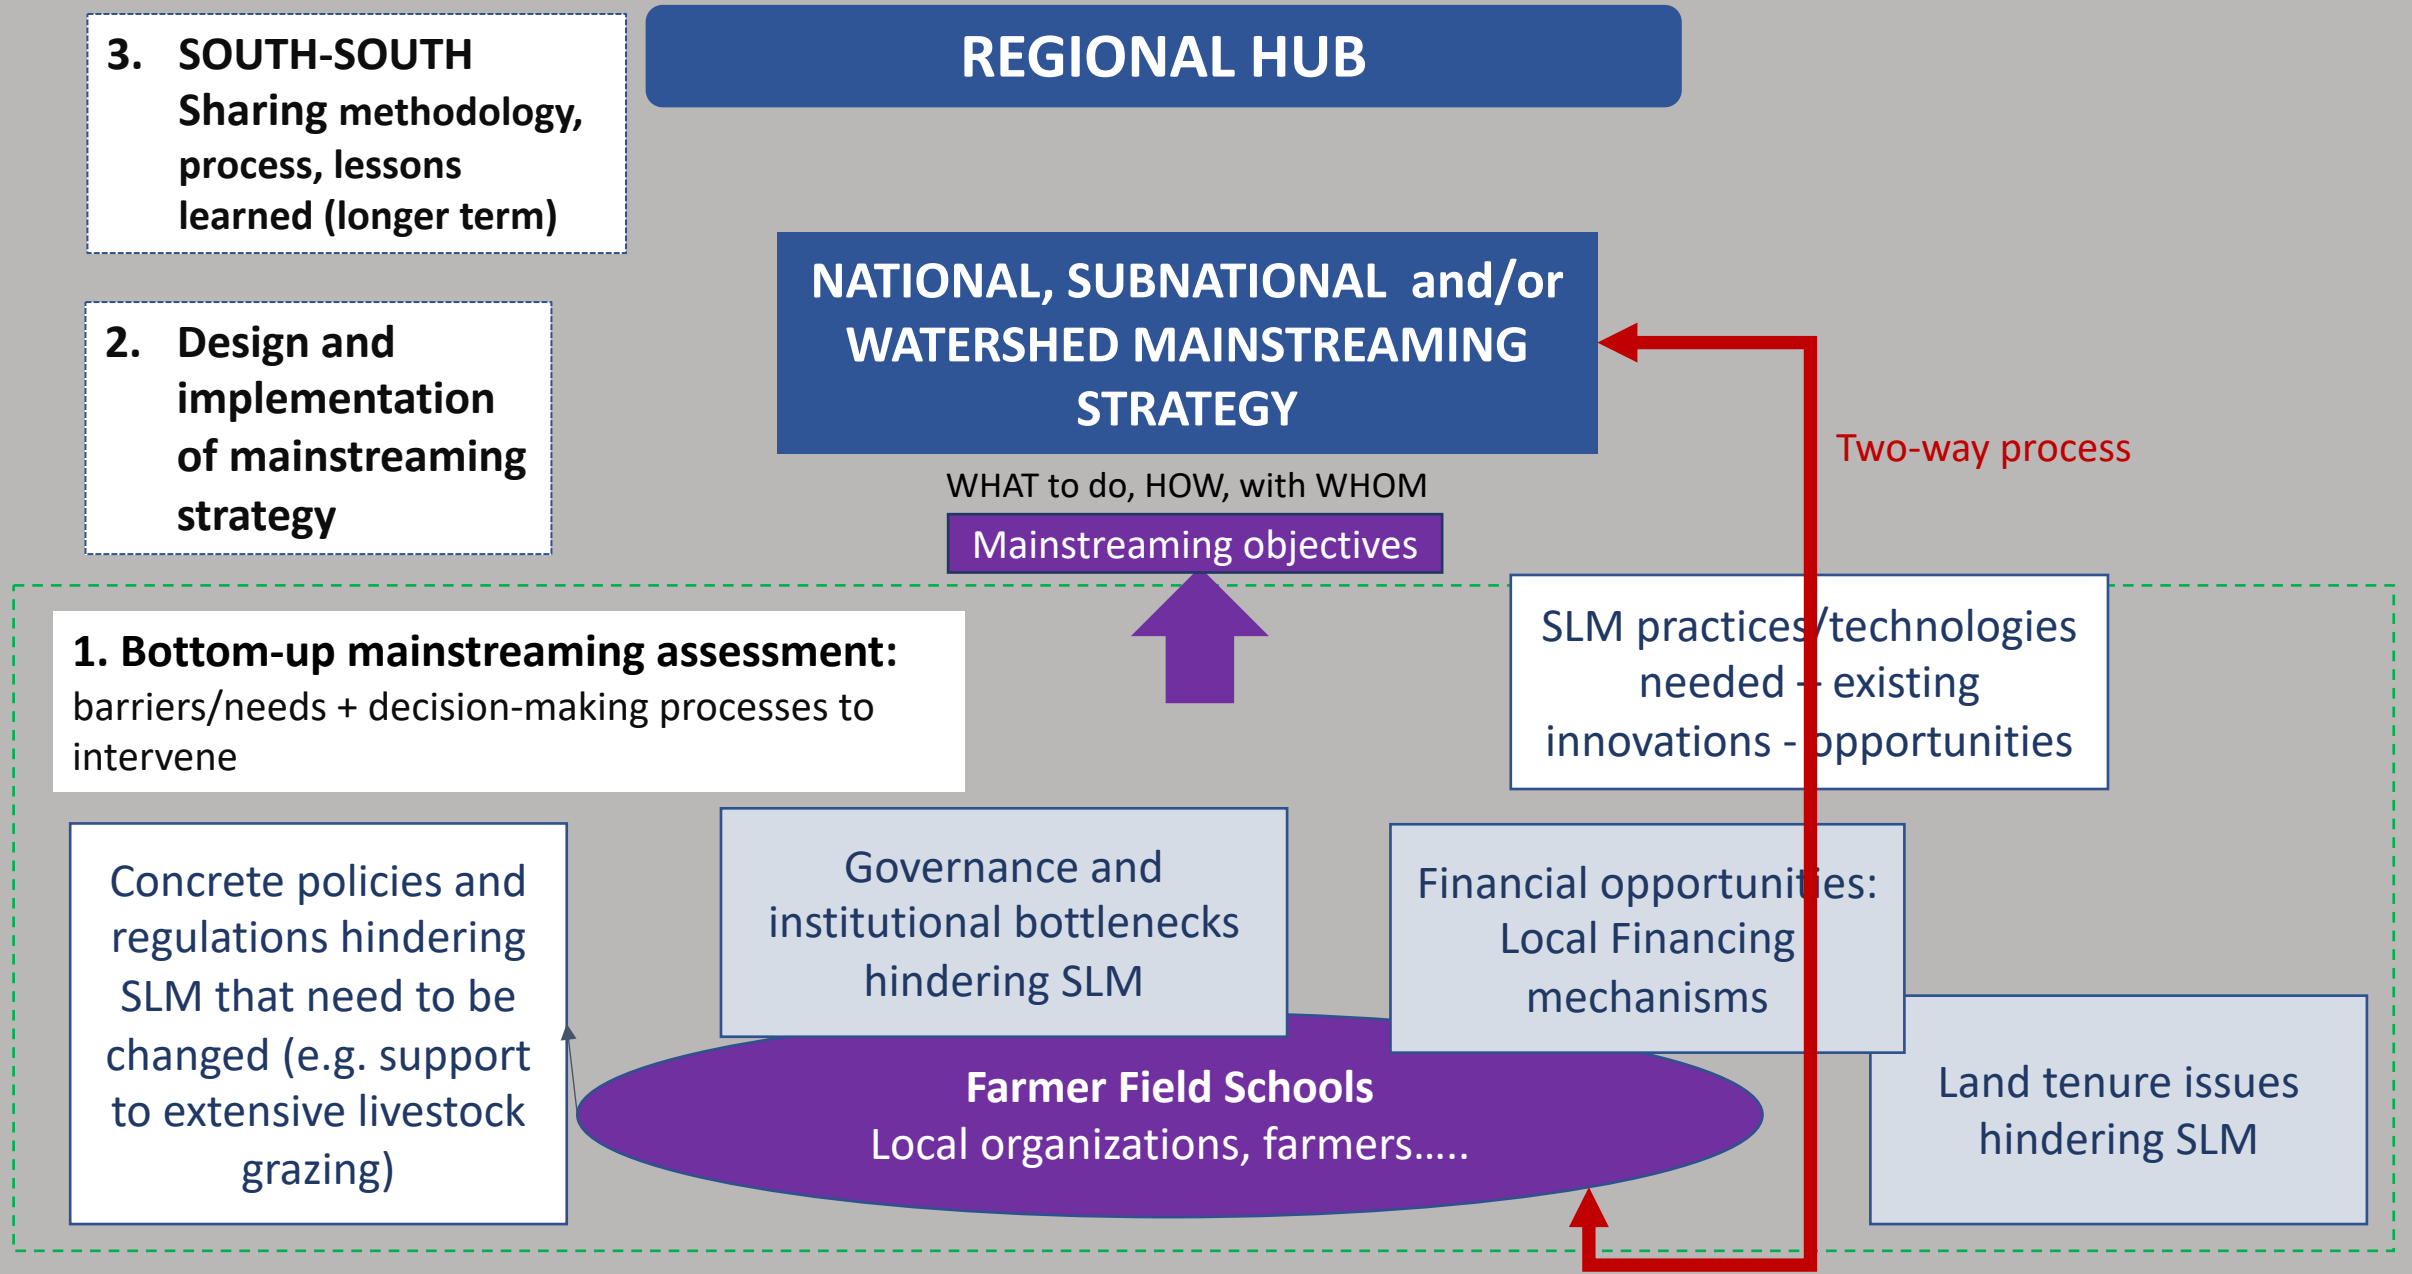 3. SOUTH-SOUTH
Sharing methodology,
process, lessons
learned (longer term)
REGIONAL HUB
2. Design and
implementation
of mainstreaming
strategy
NATIONAL, SUBNATIONAL and/or
WATERSHED MAINSTREAMING
STRATEGY
WHAT to do, HOW, with WHOM
Mainstreaming objectives
Two-way process
1. Bottom-up mainstreaming assessment:
barriers/needs + decision-making processes to
intervene
SLM practices/technologies
needed – existing
innovations - opportunities
Concrete policies and
regulations hindering
SLM that need to be
changed (e.g. support
to extensive livestock
grazing)
Governance and
institutional bottlenecks
hindering SLM
Financial opportunities:
Local Financing
mechanisms
Land tenure issues
hindering SLM
Farmer Field Schools
Local organizations, farmers…..